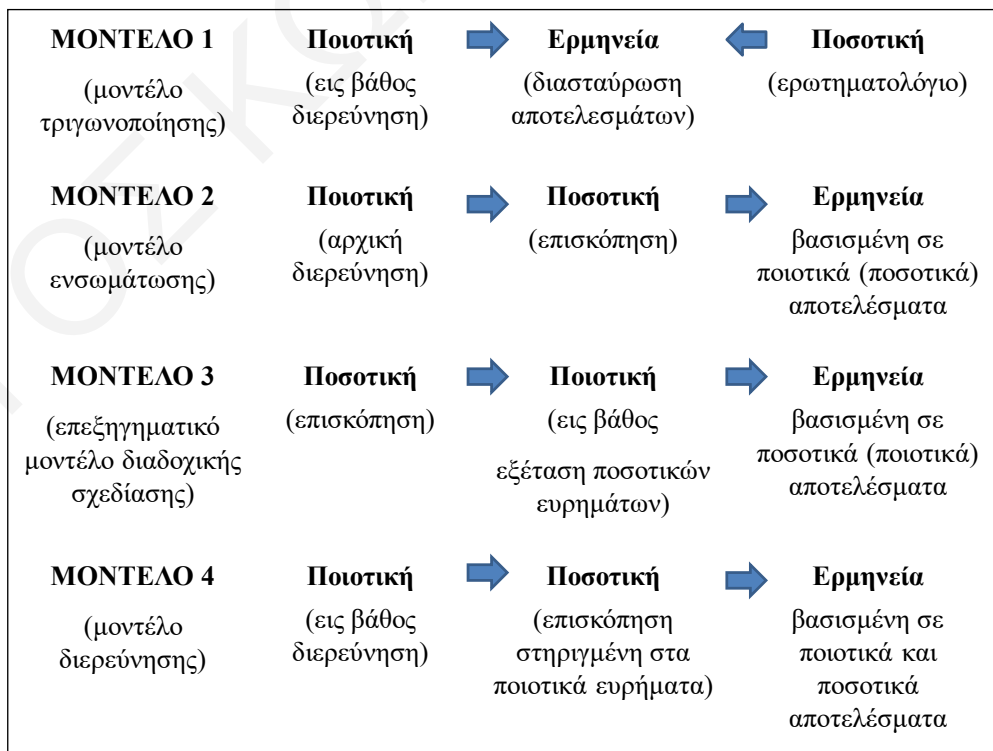 ΜΟΝΤΕΛΟ 1 Ποιοτική Ερμηνεία Ποσοτική
(μοντέλο τριγωνοποίησης) (εις βάθος διερεύνηση) (διασταύρωση αποτελεσμάτων) (ερωτηματολόγιο)
ΜΟΝΤΕΛΟ 2 Ποιοτική Ποσοτική Ερμηνεία
(μοντέλο ενσωμάτωσης) (αρχική διερεύνηση) (επισκόπηση) βασισμένη σε ποιοτικά (ποσοτικά) αποτελέσματα
ΜΟΝΤΕΛΟ 3 Ποσοτική Ποιοτική Ερμηνεία
(επεξηγηματικό μοντέλο διαδοχικής σχεδίασης) (επισκόπηση) (εις βάθος εξέταση ποσοτικών ευρημάτων) βασισμένη σε ποσοτικά (ποιοτικά) αποτελέσματα
ΜΟΝΤΕΛΟ 4 Ποιοτική Ποσοτική Ερμηνεία
(μοντέλο διερεύνησης) (εις βάθος διερεύνηση) (επισκόπηση στηριγμένη στα ποιοτικά ευρήματα) βασισμένη σε ποιοτικά και ποσοτικά αποτελέσματα